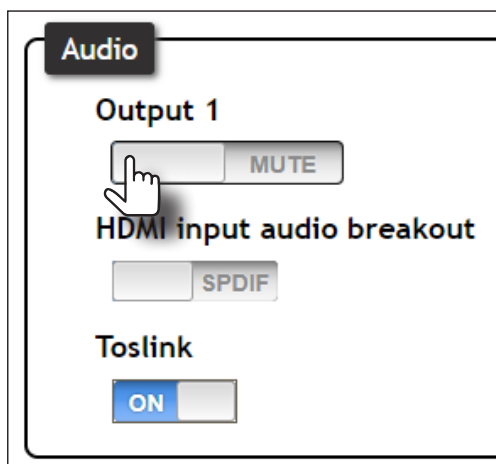 Audio
Output 1
MUTE
HDMI input audio breakout
SPDIF
Toslink
ON